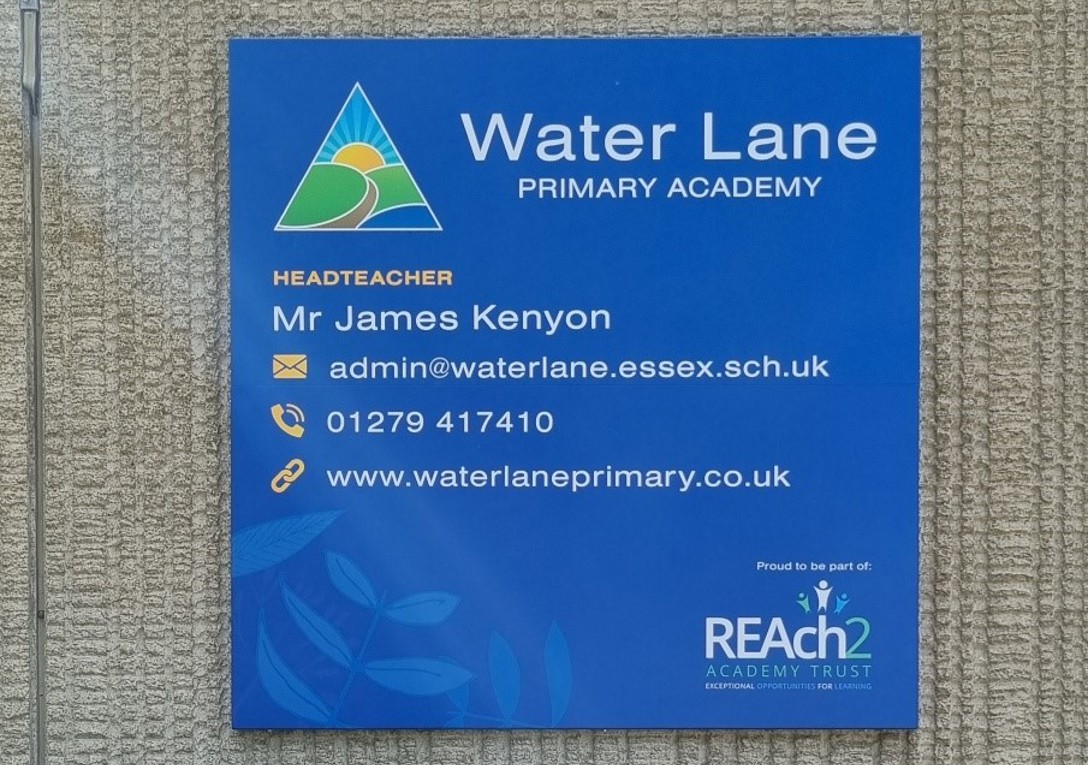 Water Lane
PRIMARY ACADEMY
HEADTEACHER
Mr James Kenyon
admin@waterlane.essex.sch.uk
01279 417410
www.waterlaneprimary.co.uk
Proud to be part of:
REAch2
ACADEMY TRUST
EXCEPTIONAL OPPORTUNITIES FOR LEARNING